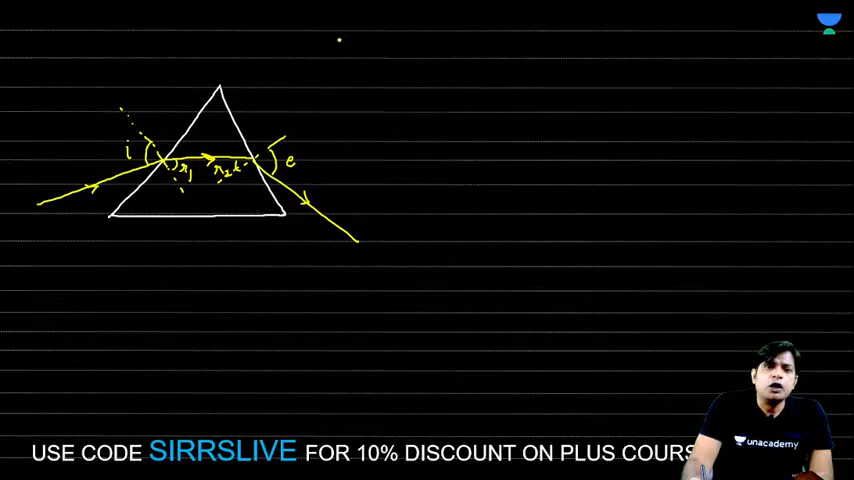 i
r1
r2
e
unacademy
USE CODE SIRRSLIVE FOR 10% DISCOUNT ON PLUS COURS